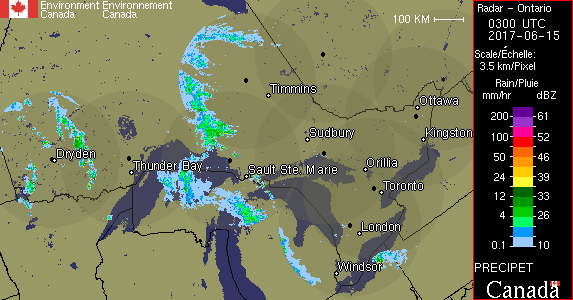 Environment Environnement
Canada Canada
100 KM
Timmins
Ottawa
Sudbury
Kingston
Dryden
Thunder Bay
Sault Ste. Marie
Orillia
Toronto
London
Windsor
Radar - Ontario
0300 UTC
2017-06-15
Scale/Échelle:
3.5 km/Pixel
Rain/Pluie
mm/hr dBZ
200 61
100 52
50 46
24 39
12 33
4 26
0.1 10
PRECIPET
Canada